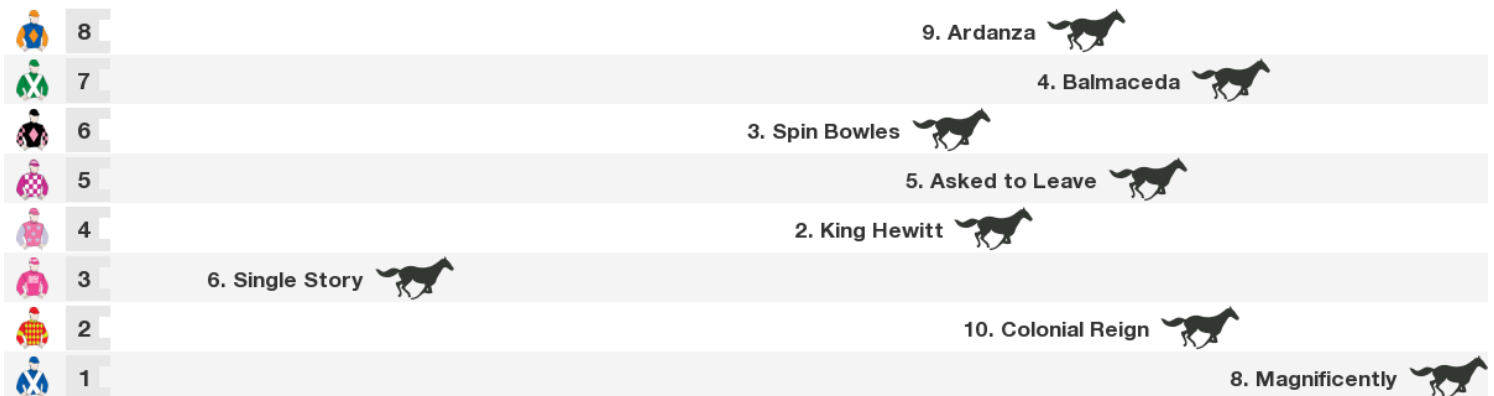 8 9. Ardanza
7 4. Balmaceda
6 3. Spin Bowles
5 5. Asked to Leave
4 2. King Hewitt
3 6. Single Story
2 10. Colonial Reign
1 8. Magnificently